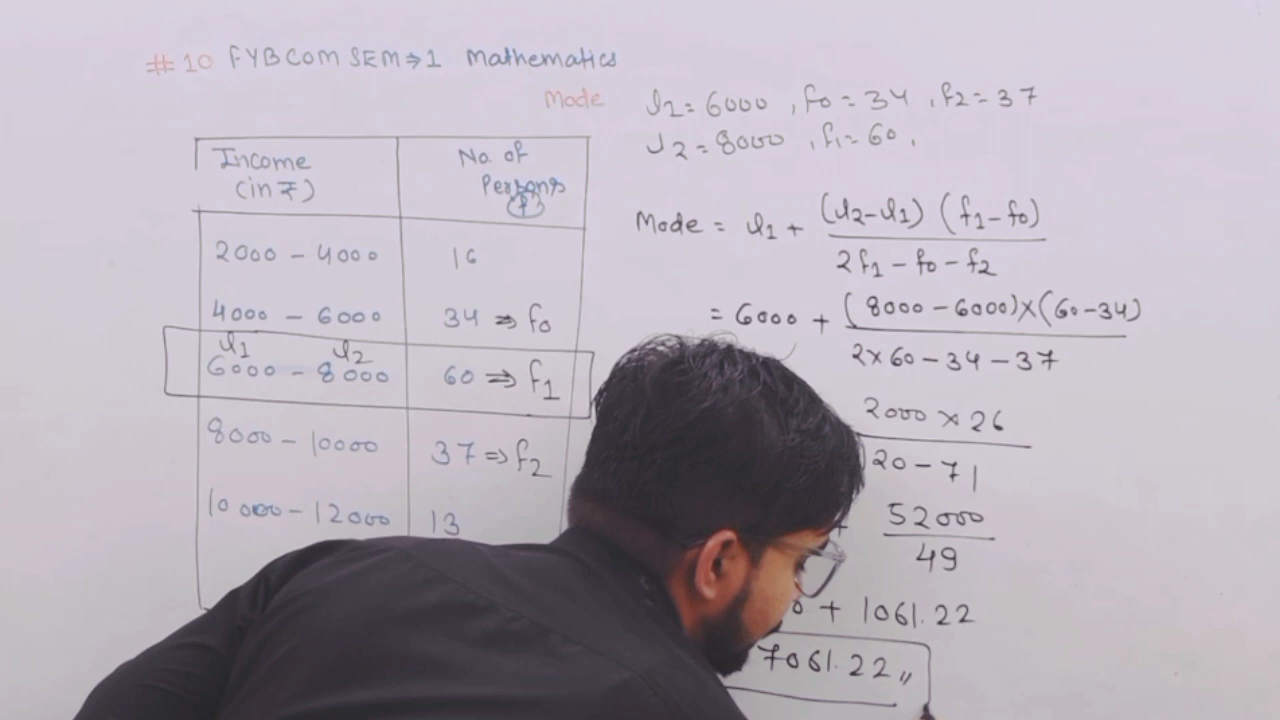 #10 FYBCOM SEM⇒1 Mathematics
Mode
Income (in ₹) No. of Persons (f)
2000 - 4000 16
4000 - 6000 34 ⇒ f0
l1 l2
6000 - 8000 60 ⇒ f1
8000 - 10000 37 ⇒ f2
10000 - 12000 13
l1 = 6000 , f0 = 34 , f2 = 37
l2 = 8000 , f1 = 60 ,
Mode = l1 + (l2 - l1) (f1 - f0)
2f1 - f0 - f2
= 6000 + (8000 - 6000) × (60 - 34)
2×60 - 34 - 37
2000 × 26
20 - 71
+ 52000
49
0 + 1061.22
7061.22 〃